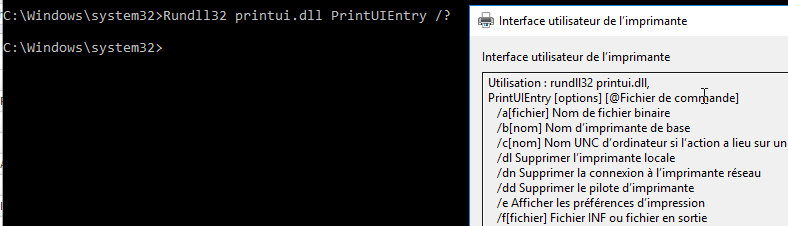 C:\Windows\system32>Rundll32 printui.dll PrintUIEntry /?
C:\Windows\system32>
Interface utilisateur de l'imprimante
Interface utilisateur de l'imprimante
Utilisation : rundll32 printui.dll,
PrintUIEntry [options] [@Fichier de commande]
/a[fichier] Nom de fichier binaire
/b[nom] Nom d'imprimante de base
/c[nom] Nom UNC d'ordinateur si l'action a lieu sur un
/dl Supprimer l'imprimante locale
/dn Supprimer la connexion à l'imprimante réseau
/dd Supprimer le pilote d'imprimante
/e Afficher les préférences d'impression
/f[fichier] Fichier INF ou fichier en sortie